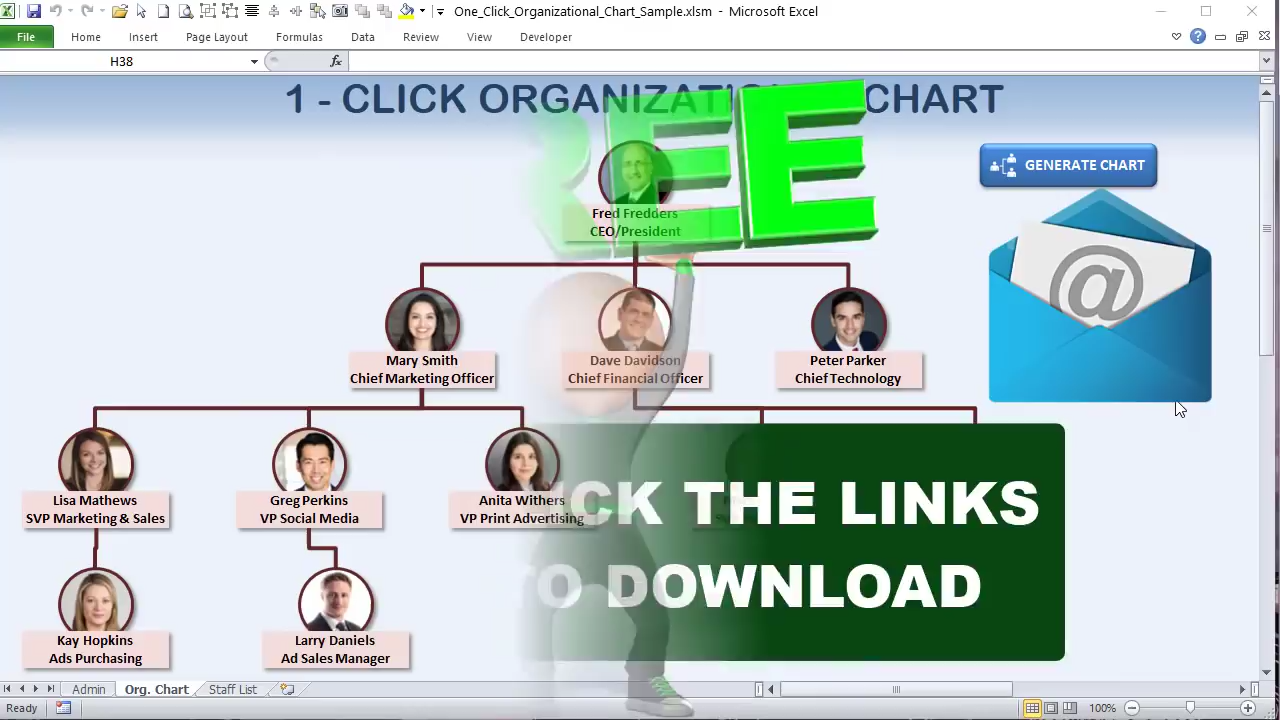 One_Click_Organizational_Chart_Sample.xlsm - Microsoft Excel
File Home Insert Page Layout Formulas Data Review View Developer
H38 fx
1 - CLICK ORGANIZAT CHART
EE
GENERATE CHART
Fred Fredders
CEO/President
@
Mary Smith
Chief Marketing Officer
Dave Davidson
Chief Financial Officer
Peter Parker
Chief Technology
Lisa Mathews
SVP Marketing & Sales
Greg Perkins
VP Social Media
Anita Withers
VP Print Advertising
CK THE LINKS
TO DOWNLOAD
Kay Hopkins
Ads Purchasing
Larry Daniels
Ad Sales Manager
Admin Org. Chart Staff List
Ready 100%